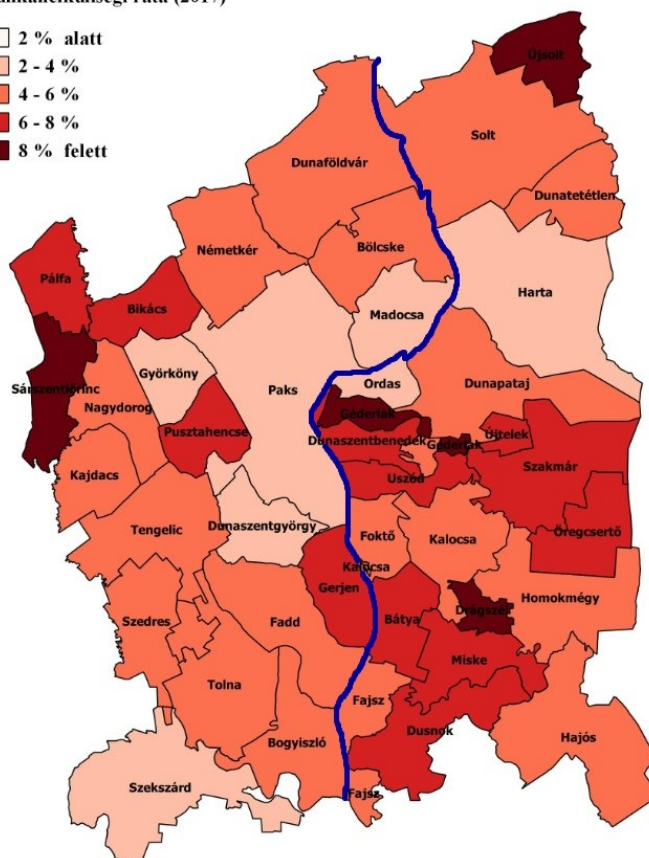 2 % alatt
2 - 4 %
4 - 6 %
6 - 8 %
8 % felett
Újsolt
Solt
Dunaföldvár
Dunatetétlen
Németkér
Bölcske
Pálfa
Harta
Bikács
Madocsa
Györköny
Ordas
Paks
Dunapataj
Sárszentlőrinc
Nagydorog
Géderlak
Pusztahencse
Dunaszentbenedek
Újtelek
Géderlak
Szakmár
Kajdacs
Uszód
Dunaszentgyörgy
Tengelic
Foktő
Kalocsa
Öregcsertő
Kalocsa
Gerjen
Homokmégy
Drágszél
Szedres
Fadd
Bátya
Miske
Tolna
Fajsz
Dusnok
Hajós
Bogyiszló
Szekszárd
Fajsz